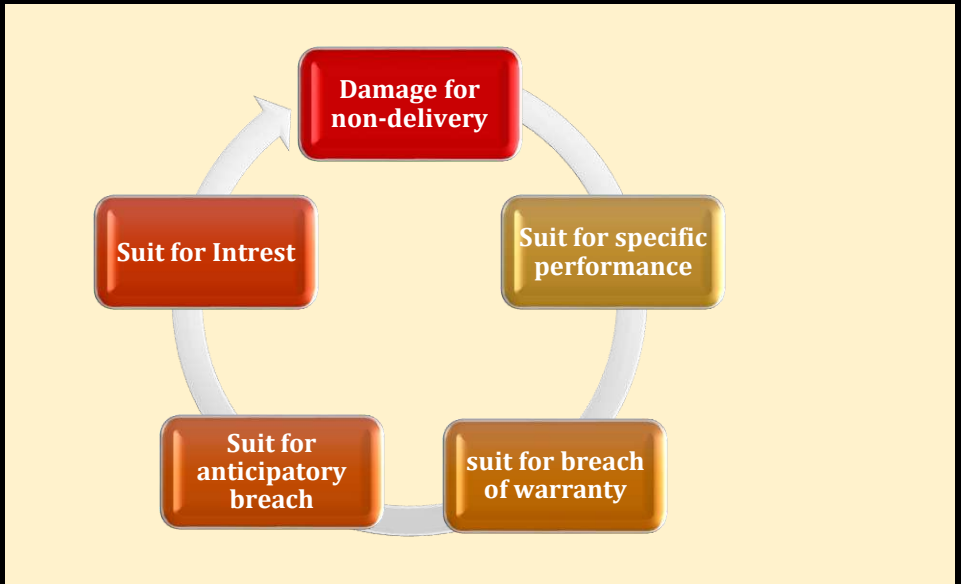 Damage for
non-delivery
Suit for specific
performance
suit for breach
of warranty
Suit for
anticipatory
breach
Suit for Intrest